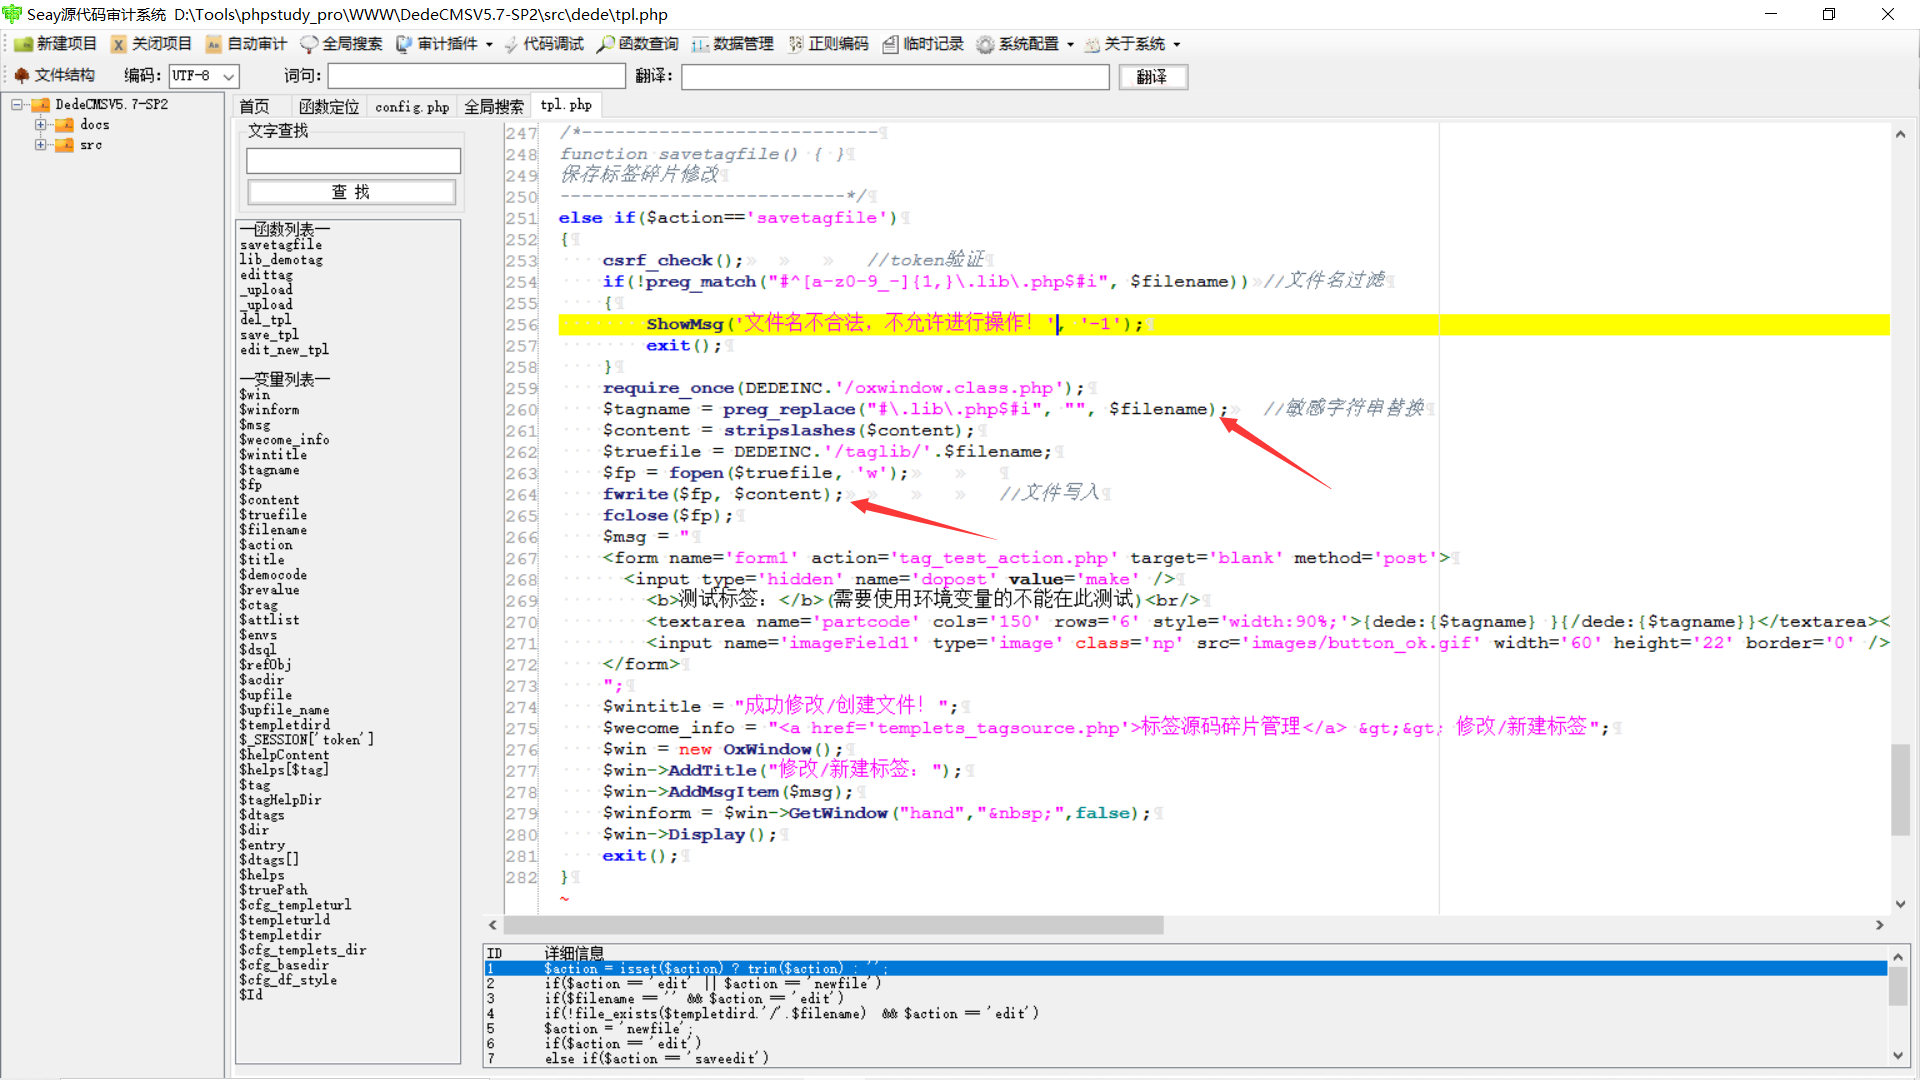 Seay源代码审计系统  D:\Tools\phpstudy_pro\WWW\DedeCMSV5.7-SP2\src\dede\tpl.php
新建项目 关闭项目 自动审计 全局搜索 审计插件 代码调试 函数查询 数据管理 正则编码 临时记录 系统配置 关于系统
文件结构 编码: UTF-8 词句: 翻译: 翻译
DedeCMSV5.7-SP2
docs
src
首页 函数定位 config.php 全局搜索 tpl.php
文字查找
查 找
—函数列表—
savetagfile
lib_demotag
edittag
_upload
_upload
del_tpl
save_tpl
edit_new_tpl
—变量列表—
$win
$winform
$msg
$wecome_info
$wintitle
$tagname
$fp
$content
$truefile
$filename
$action
$title
$democode
$revalue
$ctag
$attlist
$envs
$dsql
$refObj
$acdir
$upfile
$upfile_name
$templetdird
$_SESSION['token']
$helpContent
$helps[$tag]
$tag
$tagHelpDir
$dtags
$dir
$entry
$dtags[]
$helps
$truePath
$cfg_templeturl
$templeturld
$templetdir
$cfg_templets_dir
$cfg_basedir
$cfg_df_style
$Id
247 /*---------------------------
248 function savetagfile() { }
249 保存标签碎片修改
250 --------------------------*/
251 else if($action=='savetagfile')
252 {
253 csrf_check(); //token验证
254 if(!preg_match("#^[a-z0-9_-]{1,}\.lib\.php$#i", $filename)) //文件名过滤
255 {
256 ShowMsg('文件名不合法，不允许进行操作！', '-1');
257 exit();
258 }
259 require_once(DEDEINC.'/oxwindow.class.php');
260 $tagname = preg_replace("#\.lib\.php$#i", "", $filename); //敏感字符串替换
261 $content = stripslashes($content);
262 $truefile = DEDEINC.'/taglib/'.$filename;
263 $fp = fopen($truefile, 'w');
264 fwrite($fp, $content); //文件写入
265 fclose($fp);
266 $msg = "
267 <form name='form1' action='tag_test_action.php' target='blank' method='post'>
268 <input type='hidden' name='dopost' value='make' />
269 <b>测试标签：</b>(需要使用环境变量的不能在此测试)<br/>
270 <textarea name='partcode' cols='150' rows='6' style='width:90%;'>{dede:{$tagname} }{/dede:{$tagname}}</textarea><
271 <input name='imageField1' type='image' class='np' src='images/button_ok.gif' width='60' height='22' border='0' />
272 </form>
273 ";
274 $wintitle = "成功修改/创建文件！";
275 $wecome_info = "<a href='templets_tagsource.php'>标签源码碎片管理</a> &gt;&gt; 修改/新建标签";
276 $win = new OxWindow();
277 $win->AddTitle("修改/新建标签：");
278 $win->AddMsgItem($msg);
279 $winform = $win->GetWindow("hand","&nbsp;",false);
280 $win->Display();
281 exit();
282 }
~
ID 详细信息
1 $action = isset($action) ? trim($action) : '';
2 if($action == 'edit' || $action == 'newfile')
3 if($filename == '' && $action == 'edit')
4 if(!file_exists($templetdird.'/'.$filename) && $action == 'edit')
5 $action = 'newfile';
6 if($action == 'edit')
7 else if($action == 'saveedit')